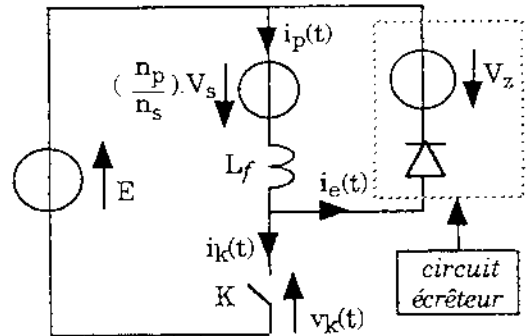 i_p(t)
(n_p/n_s).V_s
V_z
L_f
i_e(t)
E
i_k(t)
K
v_k(t)
circuit
écrêteur